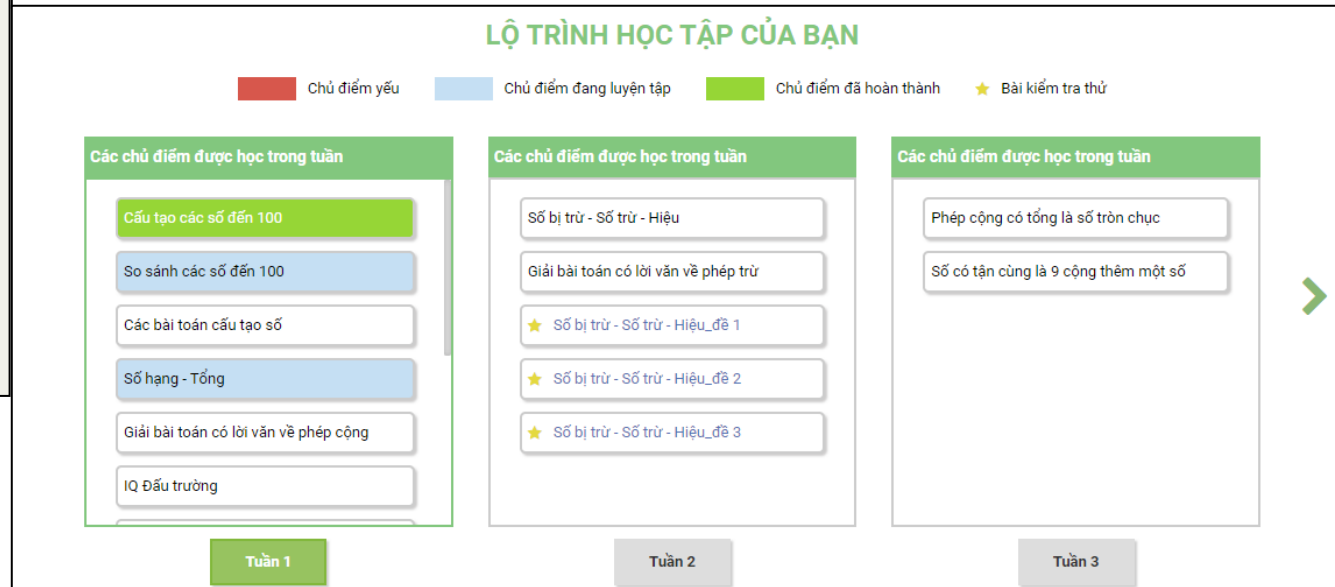 LỘ TRÌNH HỌC TẬP CỦA BẠN
Chủ điểm yếu
Chủ điểm đang luyện tập
Chủ điểm đã hoàn thành
Bài kiểm tra thử
Các chủ điểm được học trong tuần
Cấu tạo các số đến 100
So sánh các số đến 100
Các bài toán cấu tạo số
Số hạng - Tổng
Giải bài toán có lời văn về phép cộng
IQ Đấu trường
Tuần 1
Các chủ điểm được học trong tuần
Số bị trừ - Số trừ - Hiệu
Giải bài toán có lời văn về phép trừ
Số bị trừ - Số trừ - Hiệu_đề 1
Số bị trừ - Số trừ - Hiệu_đề 2
Số bị trừ - Số trừ - Hiệu_đề 3
Tuần 2
Các chủ điểm được học trong tuần
Phép cộng có tổng là số tròn chục
Số có tận cùng là 9 cộng thêm một số
Tuần 3